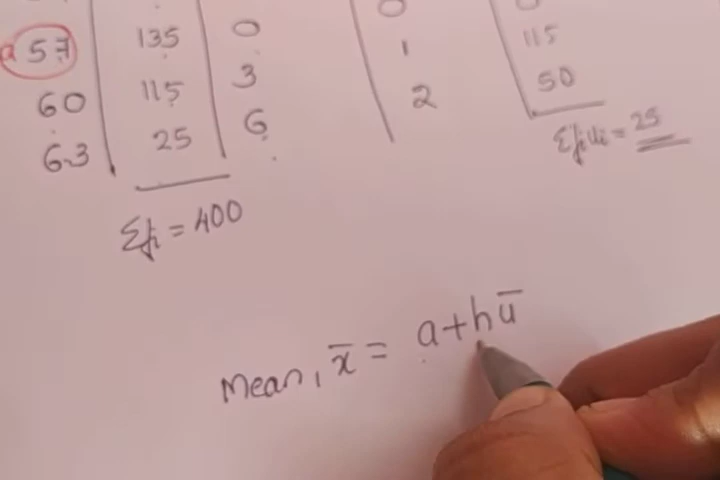 a 57 135 0 0
60 115 3 1 115
63 25 6 2 50
Σfi = 400
Σfiui = 25
Mean, x̄ = a+hū